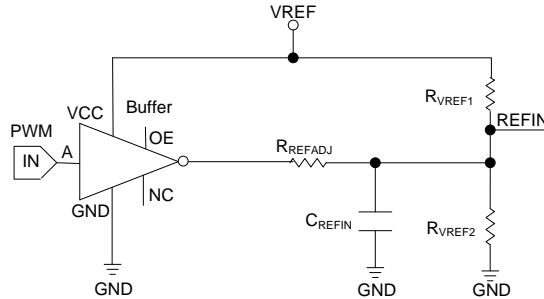 VREF
VCC
Buffer
RVREF1
REFIN
PWM
IN
A
OE
RREFADJ
NC
GND
CREFIN
RVREF2
GND
GND
GND